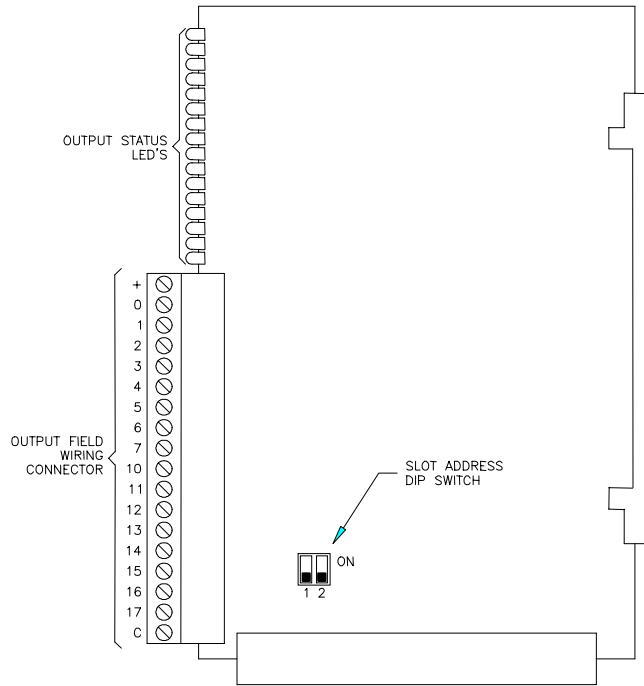 OUTPUT STATUS
LED'S
+
0
1
2
3
4
5
6
7
10
11
12
13
14
15
16
17
C
OUTPUT FIELD
WIRING
CONNECTOR
SLOT ADDRESS
DIP SWITCH
ON
1 2